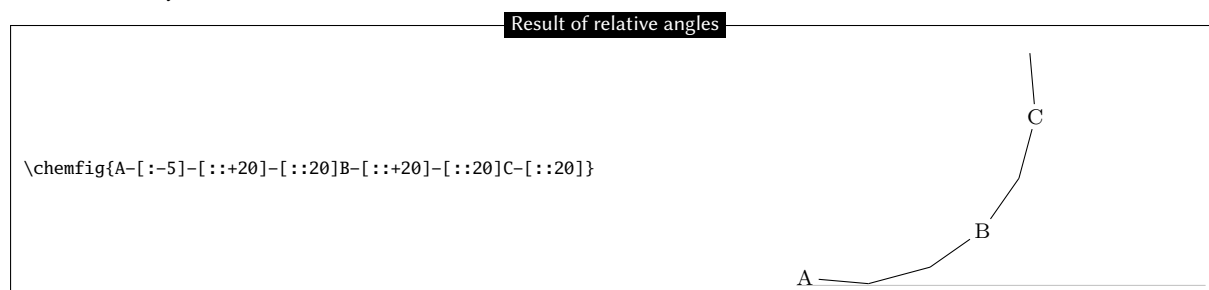 Result of relative angles
\chemfig{A-[:-5]-[::+20]-[::20]B-[::+20]-[::20]C-[::20]}
C
B
A